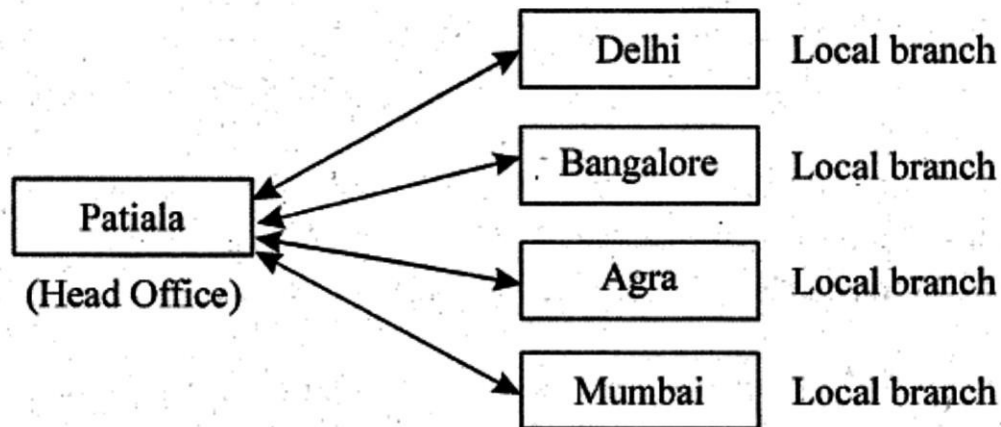 Delhi Local branch
Bangalore Local branch
Patiala
(Head Office)
Agra Local branch
Mumbai Local branch